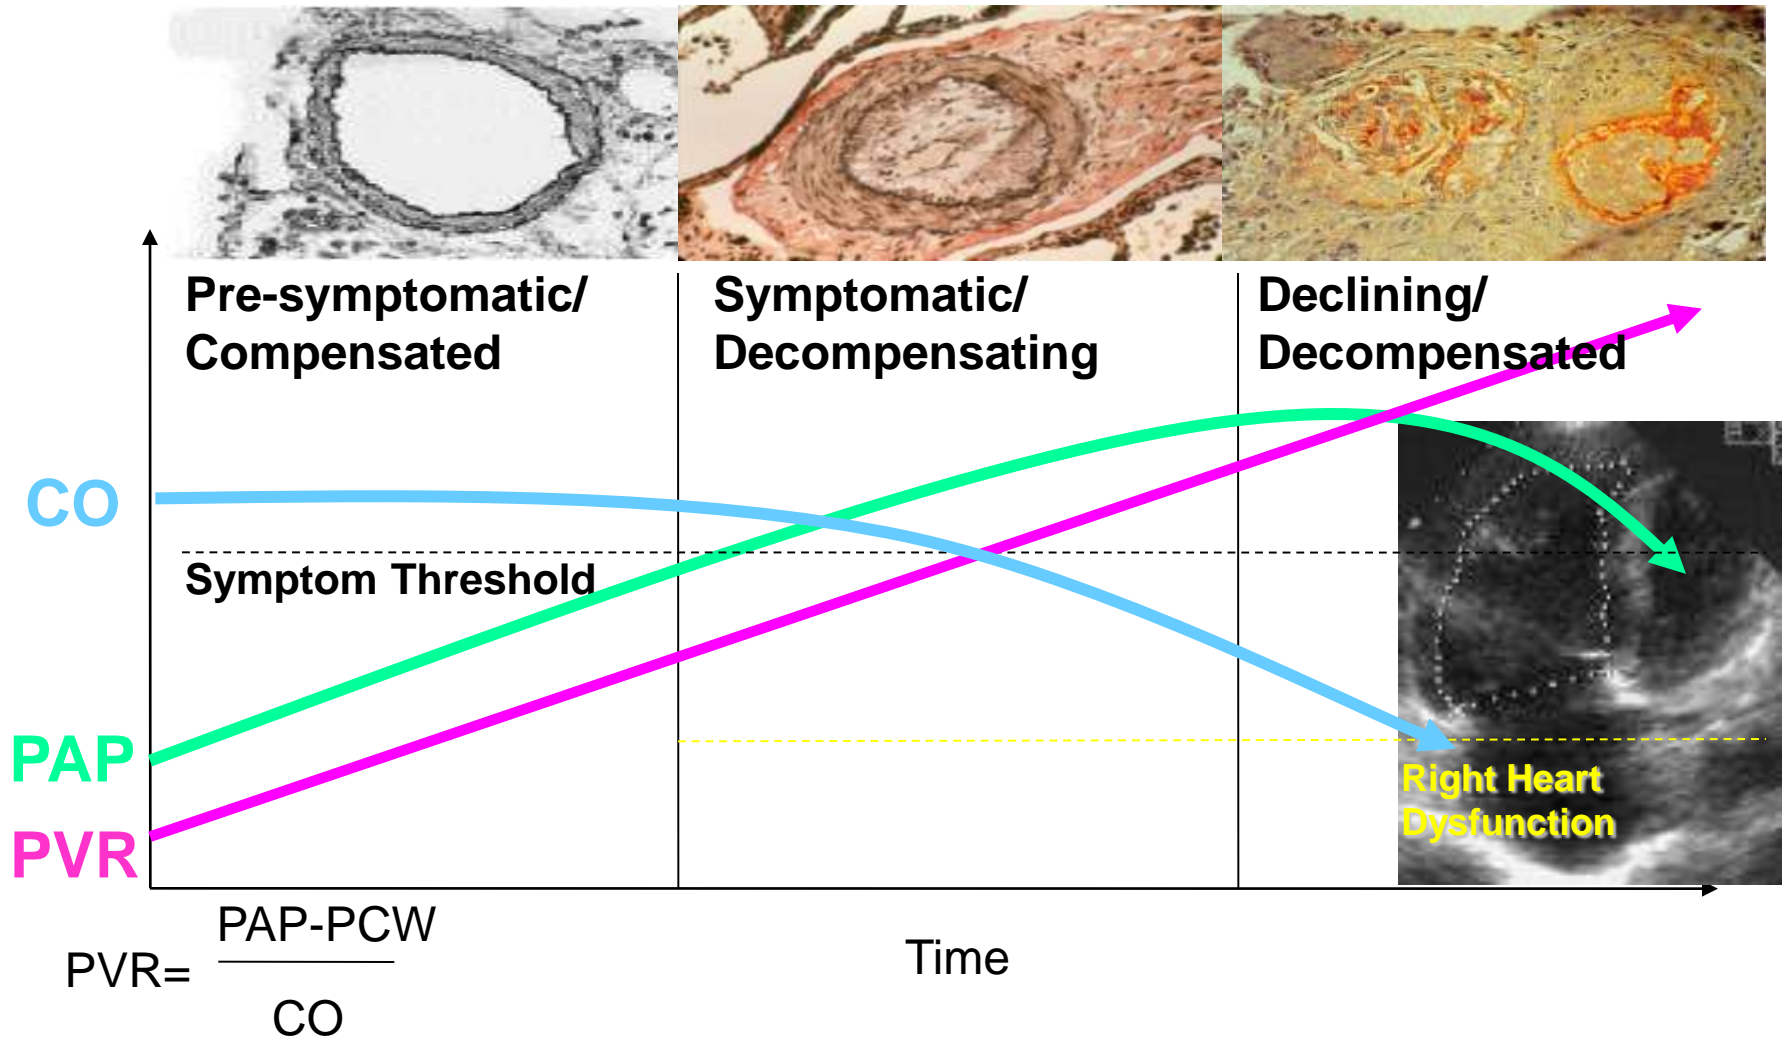 Pre-symptomatic/
Compensated
Symptomatic/
Decompensating
Declining/
Decompensated
CO
Symptom Threshold
PAP
Right Heart
Dysfunction
PVR
PAP-PCW
PVR=
CO
Time